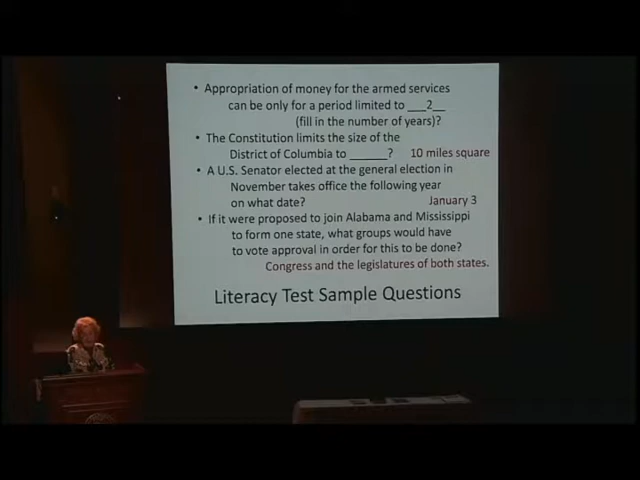 • Appropriation of money for the armed services
can be only for a period limited to ___2__
(fill in the number of years)?
• The Constitution limits the size of the
District of Columbia to ______? 10 miles square
• A U.S. Senator elected at the general election in
November takes office the following year
on what date? January 3
• If it were proposed to join Alabama and Mississippi
to form one state, what groups would have
to vote approval in order for this to be done?
Congress and the legislatures of both states.
Literacy Test Sample Questions